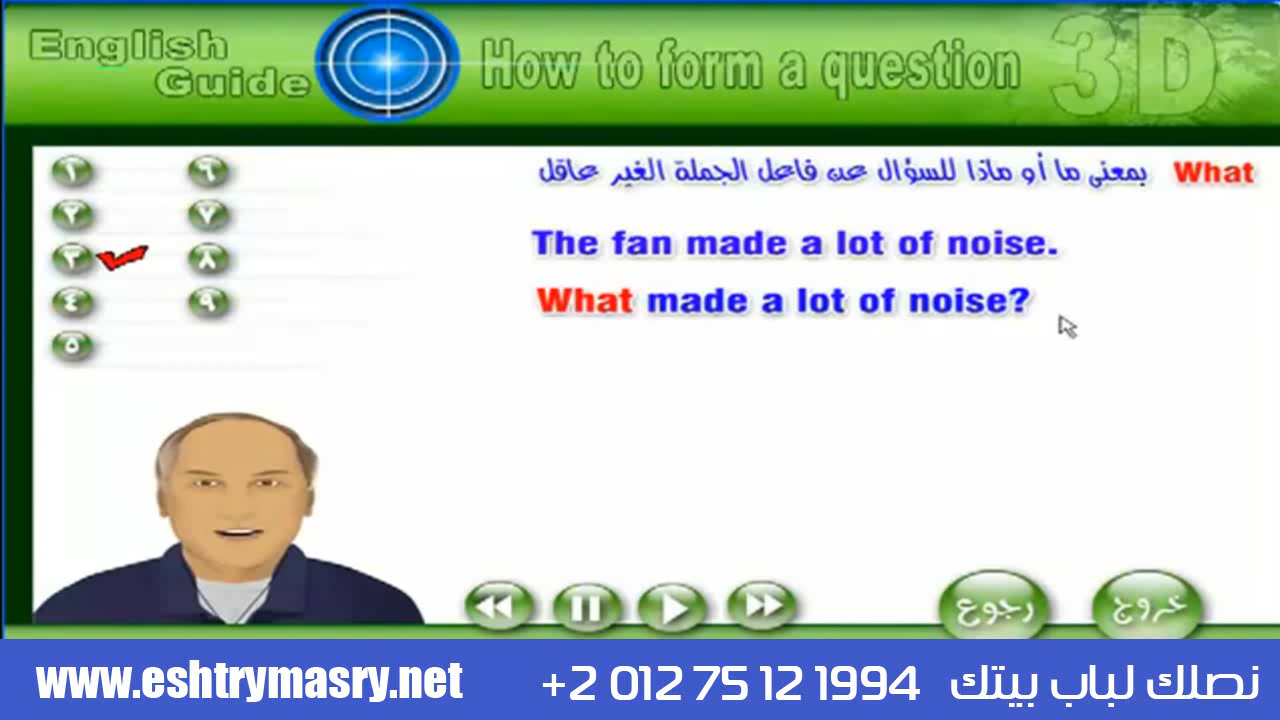 English
Guide
How to form a question
3D
What بمعنى ما أو ماذا للسؤال عن فاعل الجملة الغير عاقل
The fan made a lot of noise.
What made a lot of noise?
١
٢
٣
٤
٥
٦
٧
٨
٩
رجوع
خروج
www.eshtrymasry.net
+2 012 75 12 1994
نصلك لباب بيتك